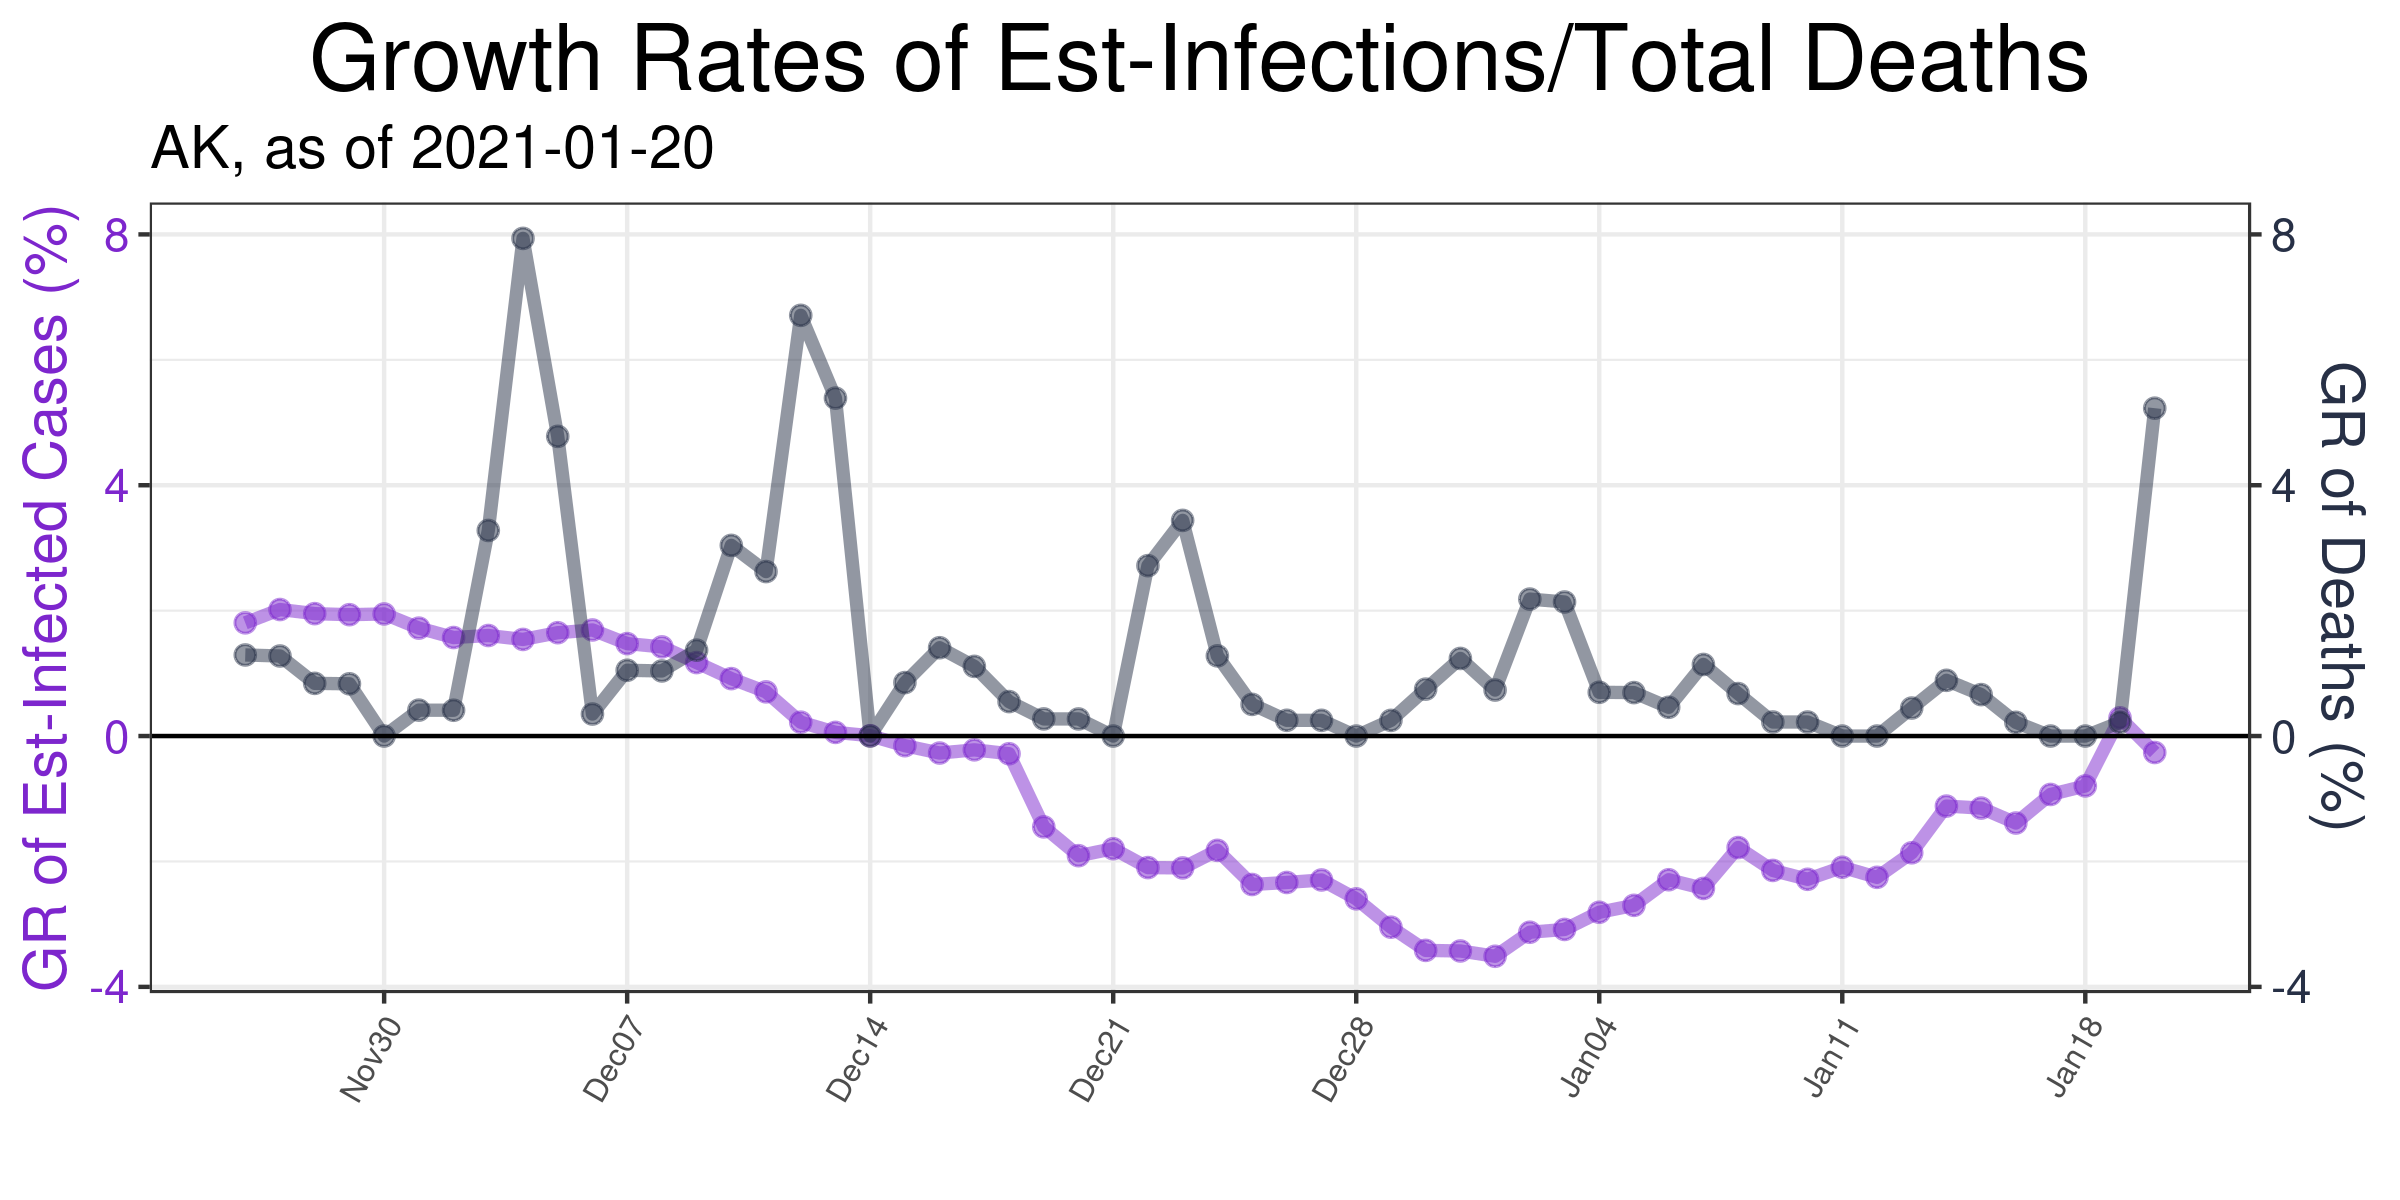 Growth Rates of Est-Infections/Total Deaths
AK, as of 2021-01-20
GR of Est-Infected Cases (%)
8
4
0
-4
8
4
0
-4
GR of Deaths (%)
Nov30
Dec07
Dec14
Dec21
Dec28
Jan04
Jan11
Jan18